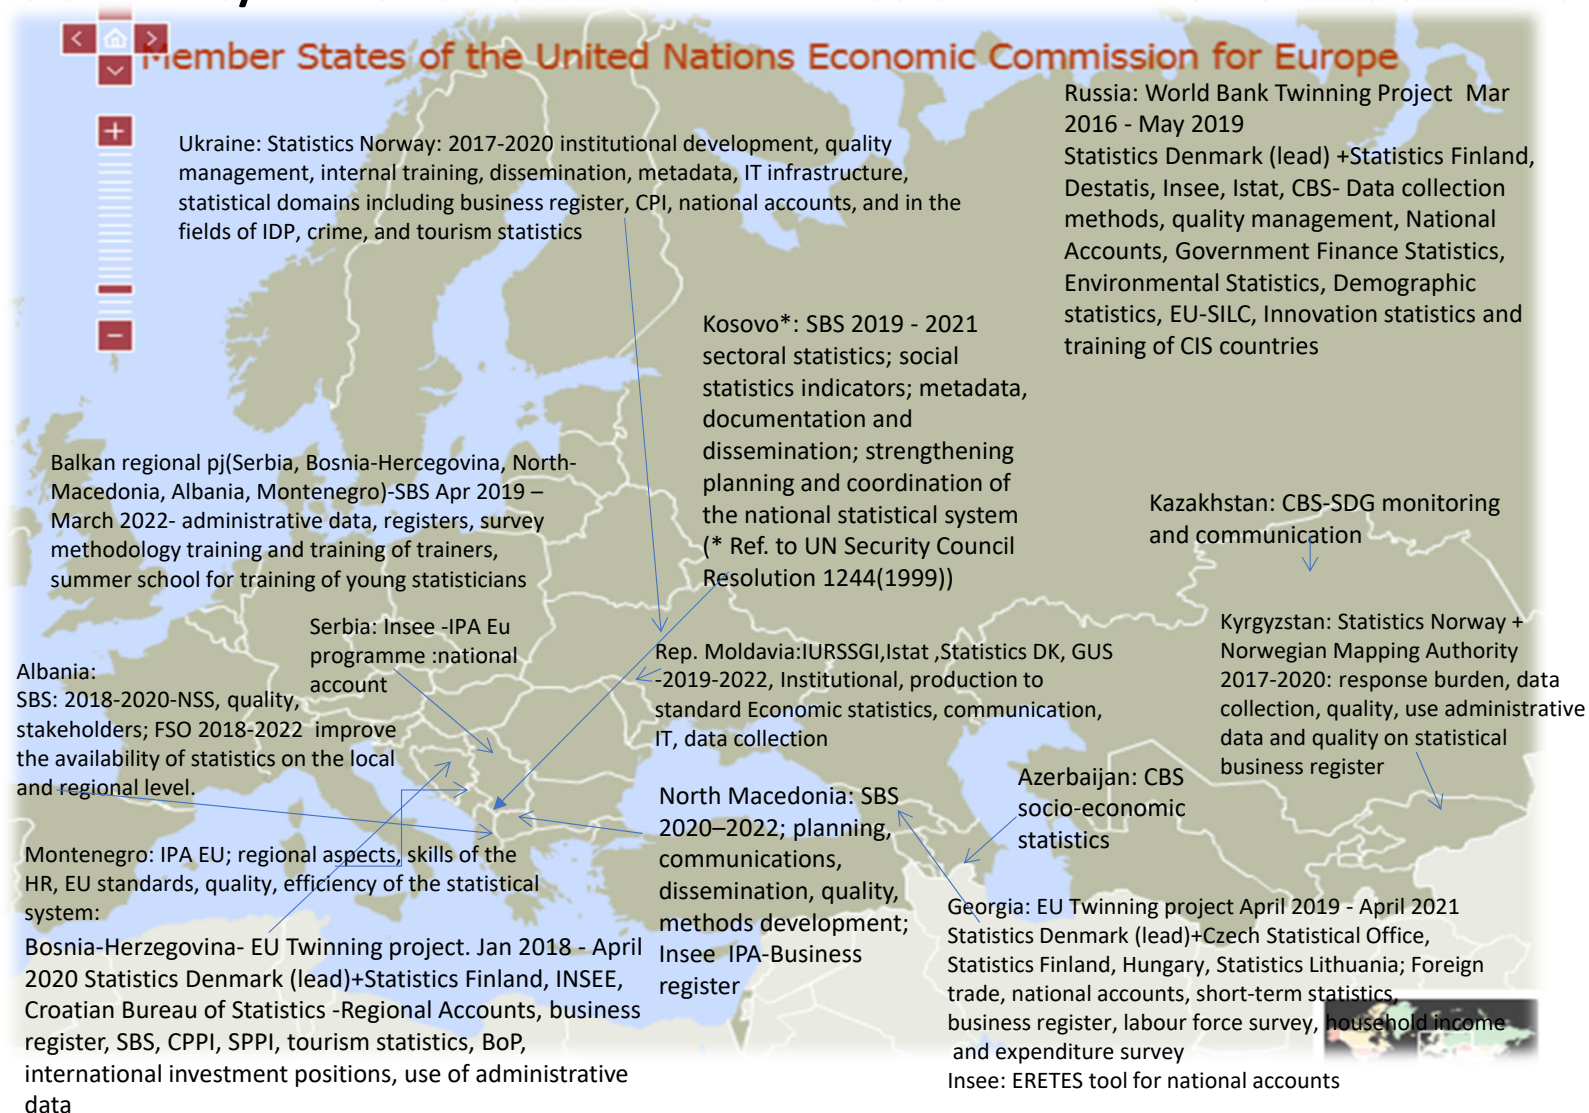 Member States of the United Nations Economic Commission for Europe
Russia: World Bank Twinning Project Mar
2016 - May 2019
Statistics Denmark (lead) +Statistics Finland,
Destatis, Insee, Istat, CBS- Data collection
methods, quality management, National
Accounts, Government Finance Statistics,
Environmental Statistics, Demographic
statistics, EU-SILC, Innovation statistics and
training of CIS countries
Ukraine: Statistics Norway: 2017-2020 institutional development, quality
management, internal training, dissemination, metadata, IT infrastructure,
statistical domains including business register, CPI, national accounts, and in the
fields of IDP, crime, and tourism statistics
Kosovo*: SBS 2019 - 2021
sectoral statistics; social
statistics indicators; metadata,
documentation and
dissemination; strengthening
planning and coordination of
the national statistical system
(* Ref. to UN Security Council
Resolution 1244(1999))
Balkan regional pj(Serbia, Bosnia-Hercegovina, North-
Macedonia, Albania, Montenegro)-SBS Apr 2019 –
March 2022- administrative data, registers, survey
methodology training and training of trainers,
summer school for training of young statisticians
Kazakhstan: CBS-SDG monitoring
and communication
Serbia: Insee -IPA Eu
programme :national
account
Kyrgyzstan: Statistics Norway +
Norwegian Mapping Authority
2017-2020: response burden, data
collection, quality, use administrative
data and quality on statistical
business register
Albania:
SBS: 2018-2020-NSS, quality,
stakeholders; FSO 2018-2022 improve
the availability of statistics on the local
and regional level.
Rep. Moldavia:IURSSGI,Istat ,Statistics DK, GUS
-2019-2022, Institutional, production to
standard Economic statistics, communication,
IT, data collection
Azerbaijan: CBS
socio-economic
statistics
North Macedonia: SBS
2020–2022; planning,
communications,
dissemination, quality,
methods development;
Insee IPA-Business
register
Montenegro: IPA EU; regional aspects, skills of the
HR, EU standards, quality, efficiency of the statistical
system:
Bosnia-Herzegovina- EU Twinning project. Jan 2018 - April
2020 Statistics Denmark (lead)+Statistics Finland, INSEE,
Croatian Bureau of Statistics -Regional Accounts, business
register, SBS, CPPI, SPPI, tourism statistics, BoP,
international investment positions, use of administrative
data
Georgia: EU Twinning project April 2019 - April 2021
Statistics Denmark (lead)+Czech Statistical Office,
Statistics Finland, Hungary, Statistics Lithuania; Foreign
trade, national accounts, short-term statistics,
business register, labour force survey, household income
and expenditure survey
Insee: ERETES tool for national accounts